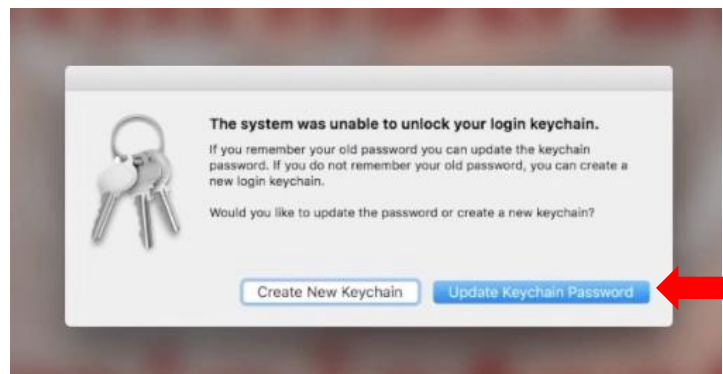 The system was unable to unlock your login keychain.
If you remember your old password you can update the keychain
password. If you do not remember your old password, you can create a
new login keychain.
Would you like to update the password or create a new keychain?
Create New Keychain
Update Keychain Password